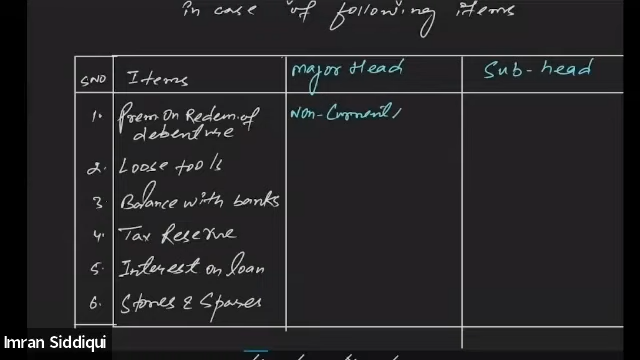 in case of following items
SNO Items Major Head Sub-head
1. Prem On Redem. of debenture Non-Current
2. Loose tools
3 Balance with banks
4. Tax Reserve
5. Interest on loan
6. Stores & Spares
Imran Siddiqui